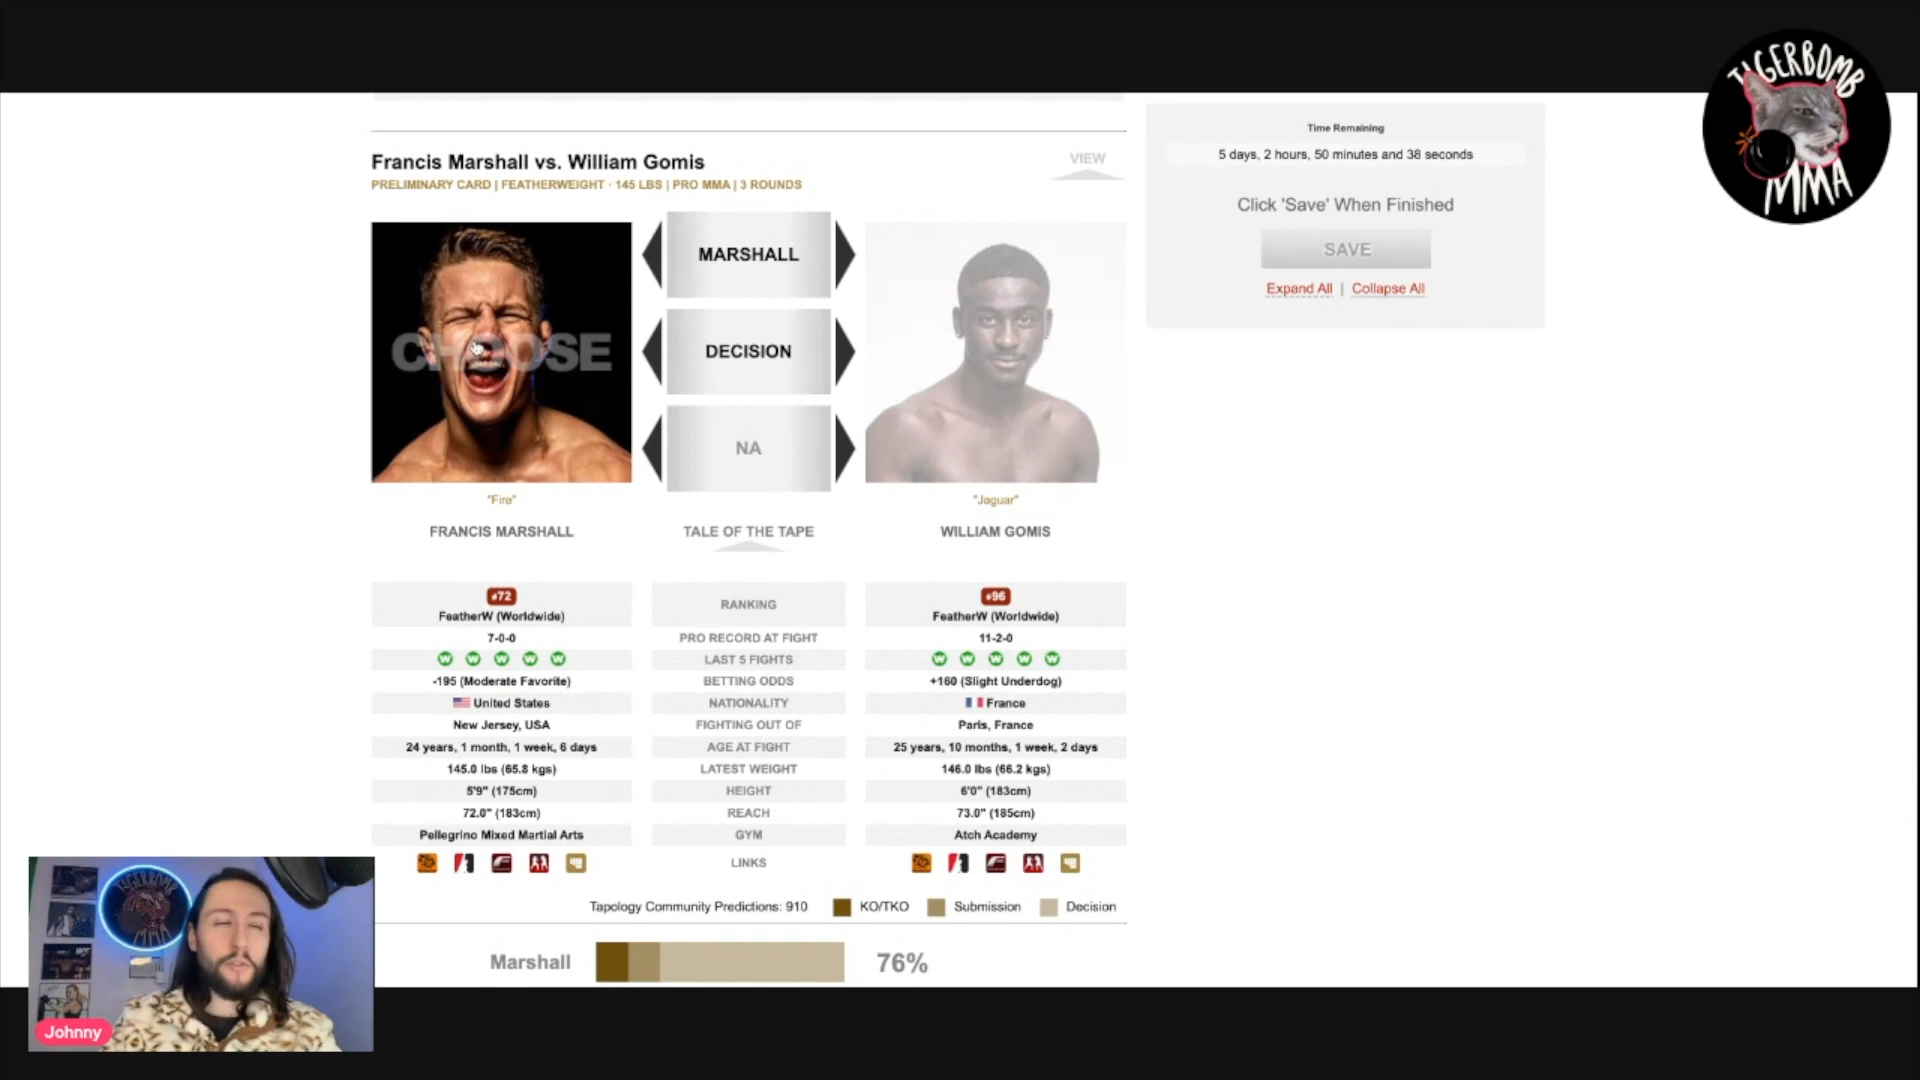 TIGERBOMB
MMA
Time Remaining
5 days, 2 hours, 50 minutes and 38 seconds
Click 'Save' When Finished
SAVE
Expand All | Collapse All
Francis Marshall vs. William Gomis
VIEW
PRELIMINARY CARD | FEATHERWEIGHT · 145 LBS | PRO MMA | 3 ROUNDS
CHOOSE
MARSHALL
DECISION
NA
"Fire"
"Jaguar"
FRANCIS MARSHALL
TALE OF THE TAPE
WILLIAM GOMIS
#72
RANKING
#96
FeatherW (Worldwide)
FeatherW (Worldwide)
7-0-0
PRO RECORD AT FIGHT
11-2-0
W W W W W
LAST 5 FIGHTS
W W W W W
-195 (Moderate Favorite)
BETTING ODDS
+160 (Slight Underdog)
United States
NATIONALITY
France
New Jersey, USA
FIGHTING OUT OF
Paris, France
24 years, 1 month, 1 week, 6 days
AGE AT FIGHT
25 years, 10 months, 1 week, 2 days
145.0 lbs (65.8 kgs)
LATEST WEIGHT
146.0 lbs (66.2 kgs)
5'9" (175cm)
HEIGHT
6'0" (183cm)
72.0" (183cm)
REACH
73.0" (185cm)
Pellegrino Mixed Martial Arts
GYM
Atch Academy
LINKS
Tapology Community Predictions: 910
KO/TKO
Submission
Decision
Marshall
76%
TIGERBOMB
MMA
Johnny